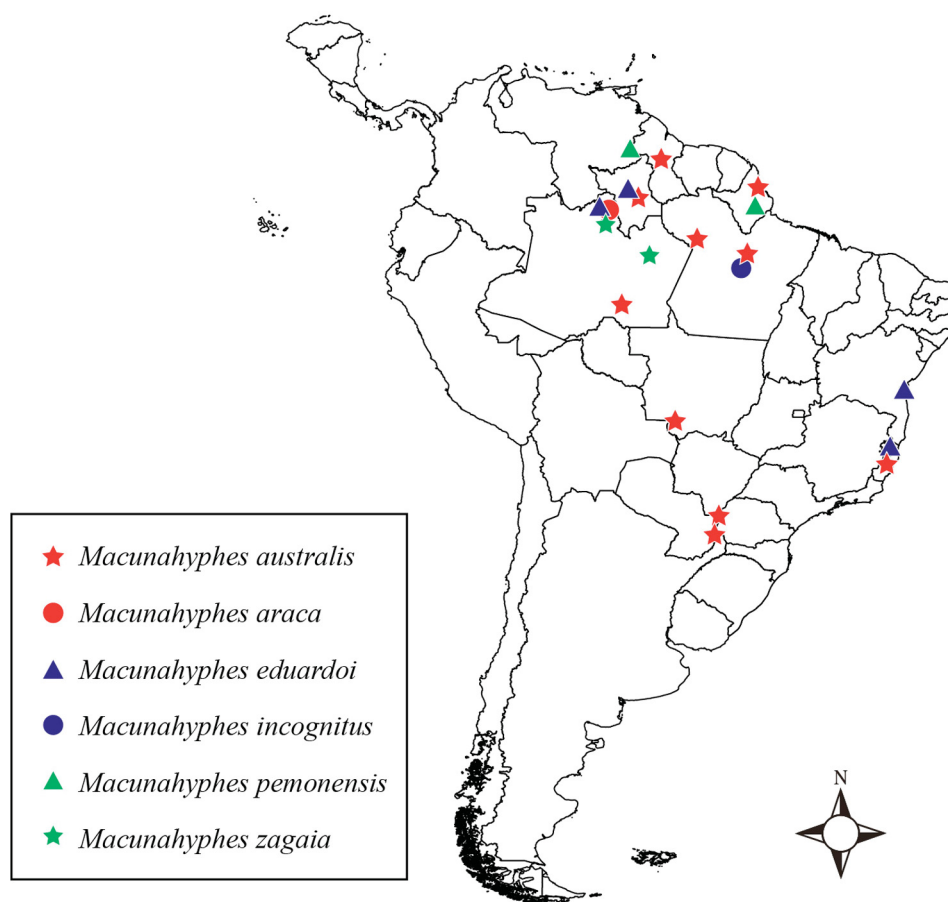 Macunahyphes australis
Macunahyphes araca
Macunahyphes eduardoi
Macunahyphes incognitus
Macunahyphes pemonensis
Macunahyphes zagaia
N